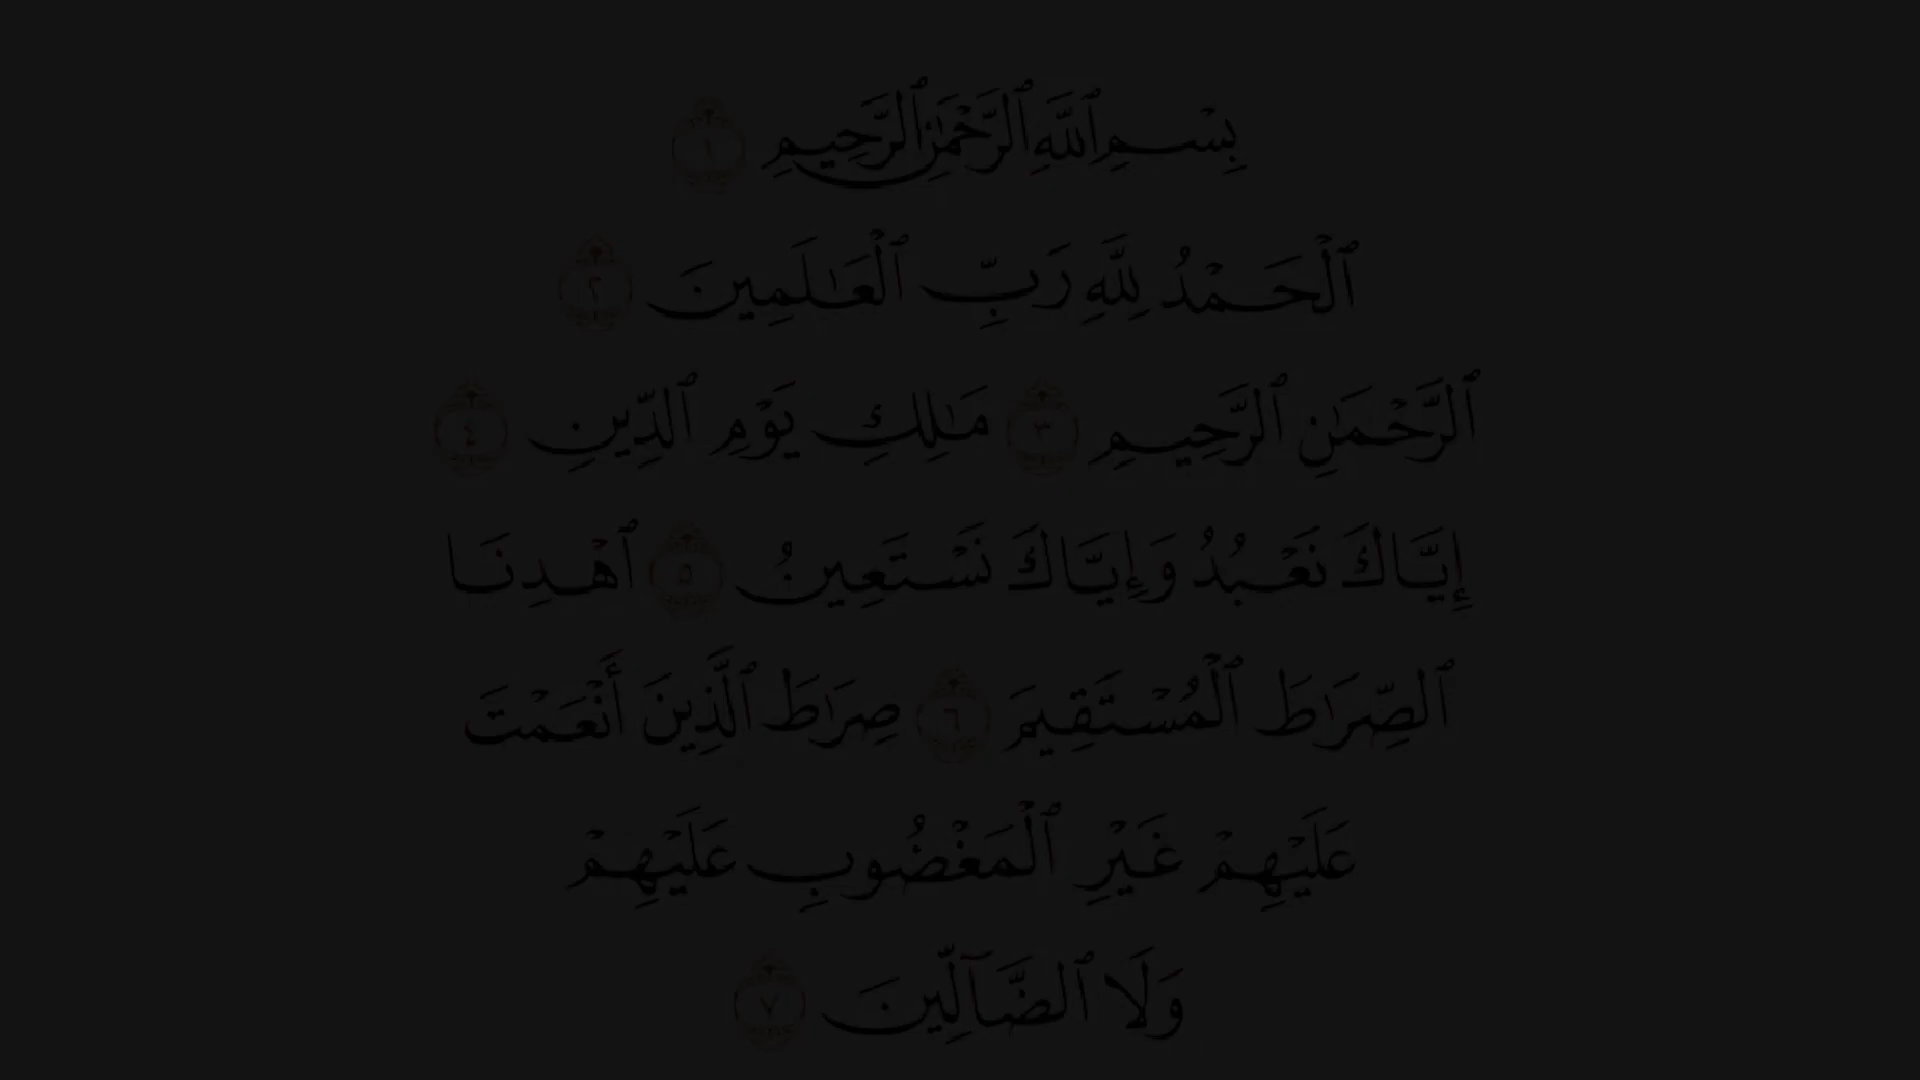 بِسْمِ ٱللَّهِ ٱلرَّحْمَٰنِ ٱلرَّحِيمِ ١
ٱلْحَمْدُ لِلَّهِ رَبِّ ٱلْعَٰلَمِينَ ٢
ٱلرَّحْمَٰنِ ٱلرَّحِيمِ ٣ مَٰلِكِ يَوْمِ ٱلدِّينِ ٤
إِيَّاكَ نَعْبُدُ وَإِيَّاكَ نَسْتَعِينُ ٥ ٱهْدِنَا
ٱلصِّرَٰطَ ٱلْمُسْتَقِيمَ ٦ صِرَٰطَ ٱلَّذِينَ أَنْعَمْتَ
عَلَيْهِمْ غَيْرِ ٱلْمَغْضُوبِ عَلَيْهِمْ
وَلَا ٱلضَّآلِّينَ ٧